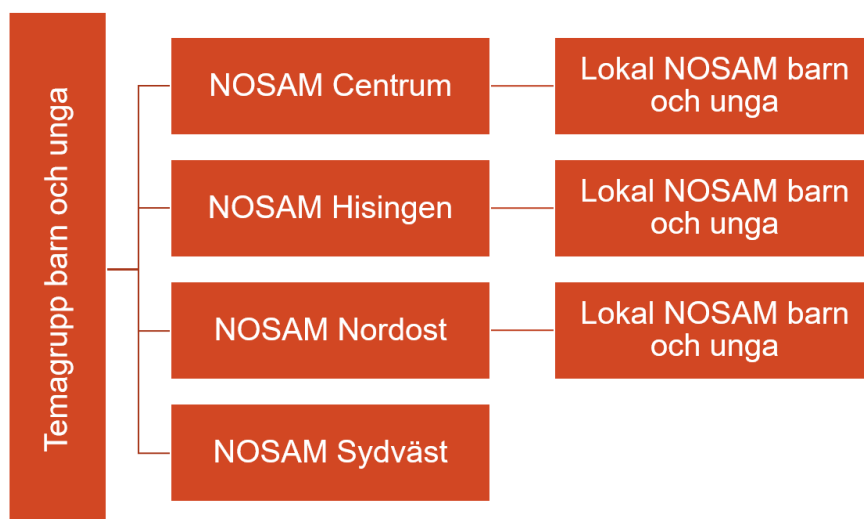 Temagrupp barn och unga
NOSAM Centrum
Lokal NOSAM barn
och unga
NOSAM Hisingen
Lokal NOSAM barn
och unga
NOSAM Nordost
Lokal NOSAM barn
och unga
NOSAM Sydväst